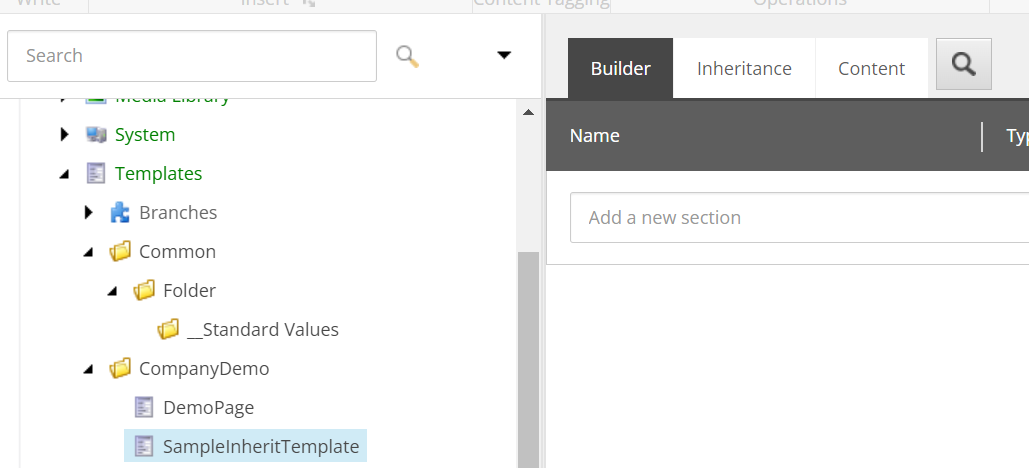 Write Insert Content Tagging Operations
Search
Builder Inheritance Content
Media Library
Name
System
Templates
Branches
Add a new section
Common
Folder
__Standard Values
CompanyDemo
DemoPage
SampleInheritTemplate